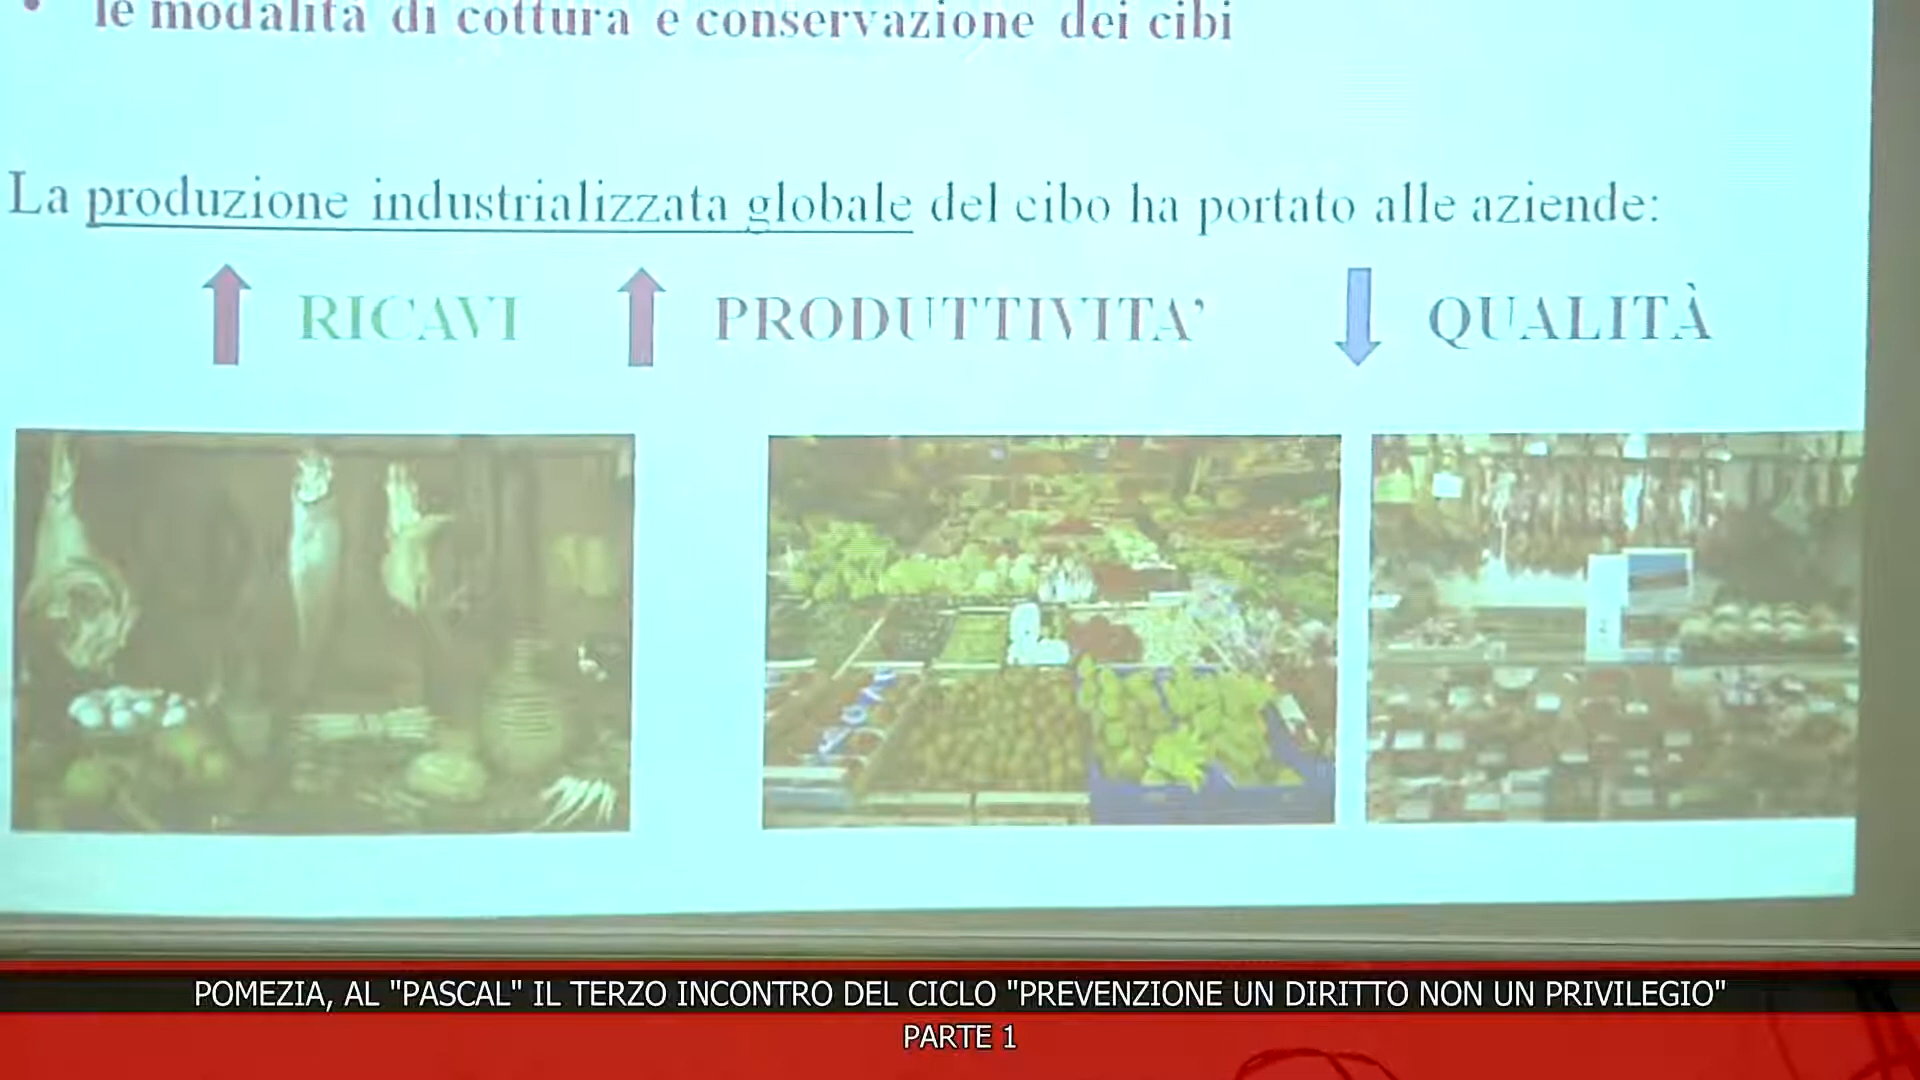 • le modalità di cottura e conservazione dei cibi
La produzione industrializzata globale del cibo ha portato alle aziende:
RICAVI PRODUTTIVITA’ QUALITÀ
POMEZIA, AL "PASCAL" IL TERZO INCONTRO DEL CICLO "PREVENZIONE UN DIRITTO NON UN PRIVILEGIO"
PARTE 1